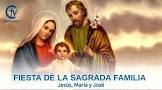 FIESTA DE LA SAGRADA FAMILIA
Jesús, María y José